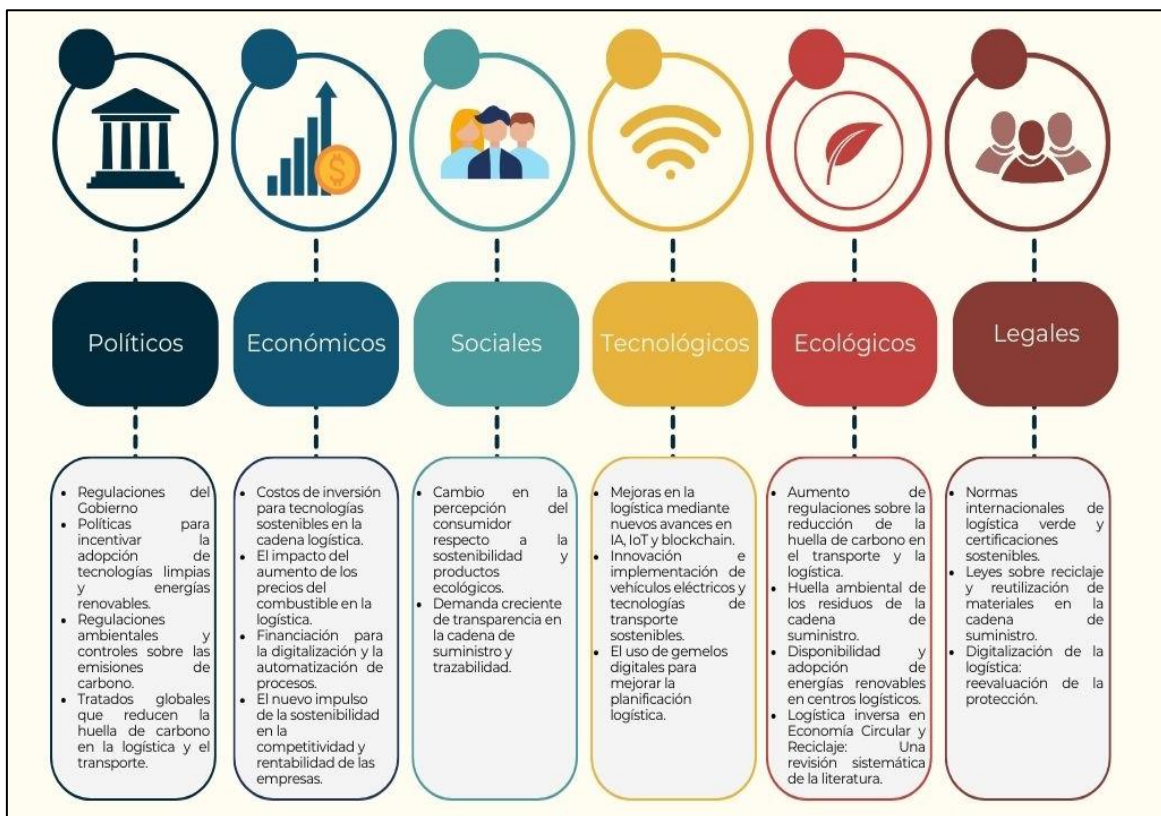 Políticos
Económicos
Sociales
Tecnológicos
Ecológicos
Legales
Regulaciones del
Gobierno
Políticas para
incentivar la
adopción de
tecnologías limpias
y energías
renovables.
Regulaciones
ambientales y
controles sobre las
emisiones de
carbono.
Tratados globales
que reducen la
huella de carbono
en la logística y el
transporte.
Costos de inversión
para tecnologías
sostenibles en la
cadena logística.
El impacto del
aumento de los
precios del
combustible en la
logística.
Financiación para
la digitalización y la
automatización de
procesos.
El nuevo impulso
de la sostenibilidad
en la
competitividad y
rentabilidad de las
empresas.
Cambio en la
percepción del
consumidor
respecto a la
sostenibilidad y
productos
ecológicos.
Demanda creciente
de transparencia en
la cadena de
suministro y
trazabilidad.
Mejoras en la
logística mediante
nuevos avances en
IA, IoT y blockchain.
Innovación e
implementación de
vehículos eléctricos y
tecnologías de
transporte
sostenibles.
El uso de gemelos
digitales para
mejorar la
planificación
logística.
Aumento de
regulaciones sobre la
reducción de la
huella de carbono en
el transporte y la
logística.
Huella ambiental de
los residuos de la
cadena de
suministro.
Disponibilidad y
adopción de
energías renovables
en centros logísticos.
Logística inversa en
Economía Circular y
Reciclaje: Una
revisión sistemática
de la literatura.
Normas
internacionales de
logística verde y
certificaciones
sostenibles.
Leyes sobre reciclaje
y reutilización de
materiales en la
cadena de
suministro.
Digitalización de la
logística:
reevaluación de la
protección.